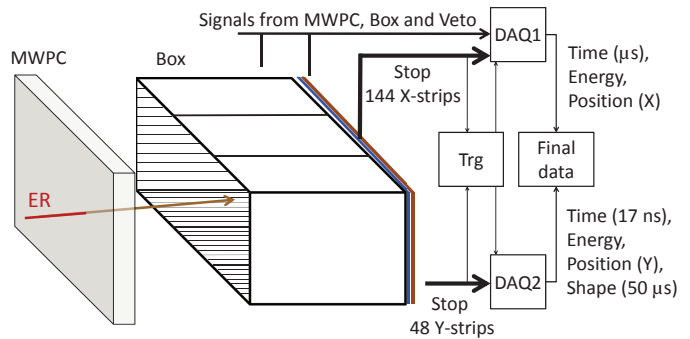 Signals from MWPC, Box and Veto
DAQ1
MWPC
Box
Stop
144 X-strips
Time (μs),
Energy,
Position (X)
Trg
Final
data
ER
Time (17 ns),
Energy,
Position (Y),
Shape (50 μs)
DAQ2
Stop
48 Y-strips